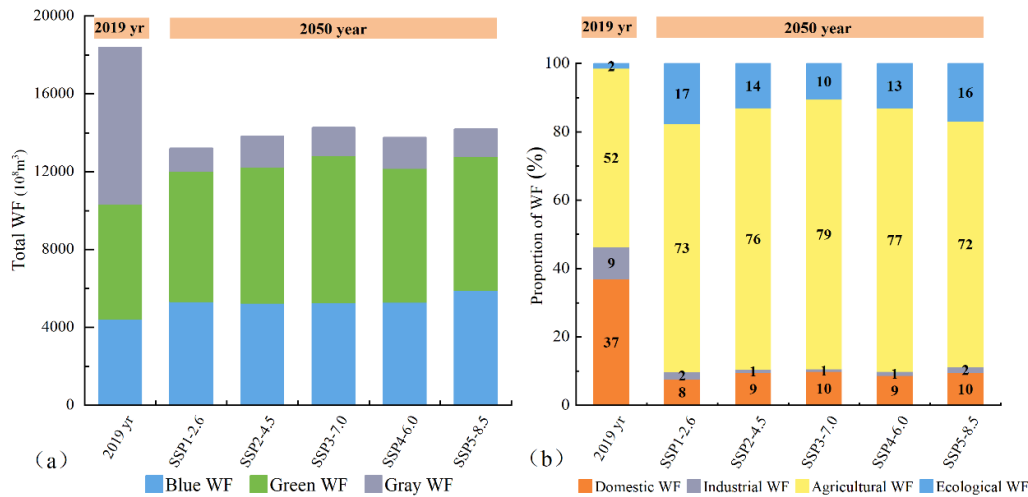 2019 yr
2050 year
20000
16000
12000
8000
4000
0
Total WF (10⁸m³)
2019 yr
SSP1-2.6
SSP2-4.5
SSP3-7.0
SSP4-6.0
SSP5-8.5
(a)
Blue WF
Green WF
Gray WF
2019 yr
2050 year
100
80
60
40
20
0
Proportion of WF (%)
2
52
9
37
17
73
2
8
14
76
1
9
10
79
1
10
13
77
1
9
16
72
2
10
2019 yr
SSP1-2.6
SSP2-4.5
SSP3-7.0
SSP4-6.0
SSP5-8.5
(b)
Domestic WF
Industrial WF
Agricultural WF
Ecological WF